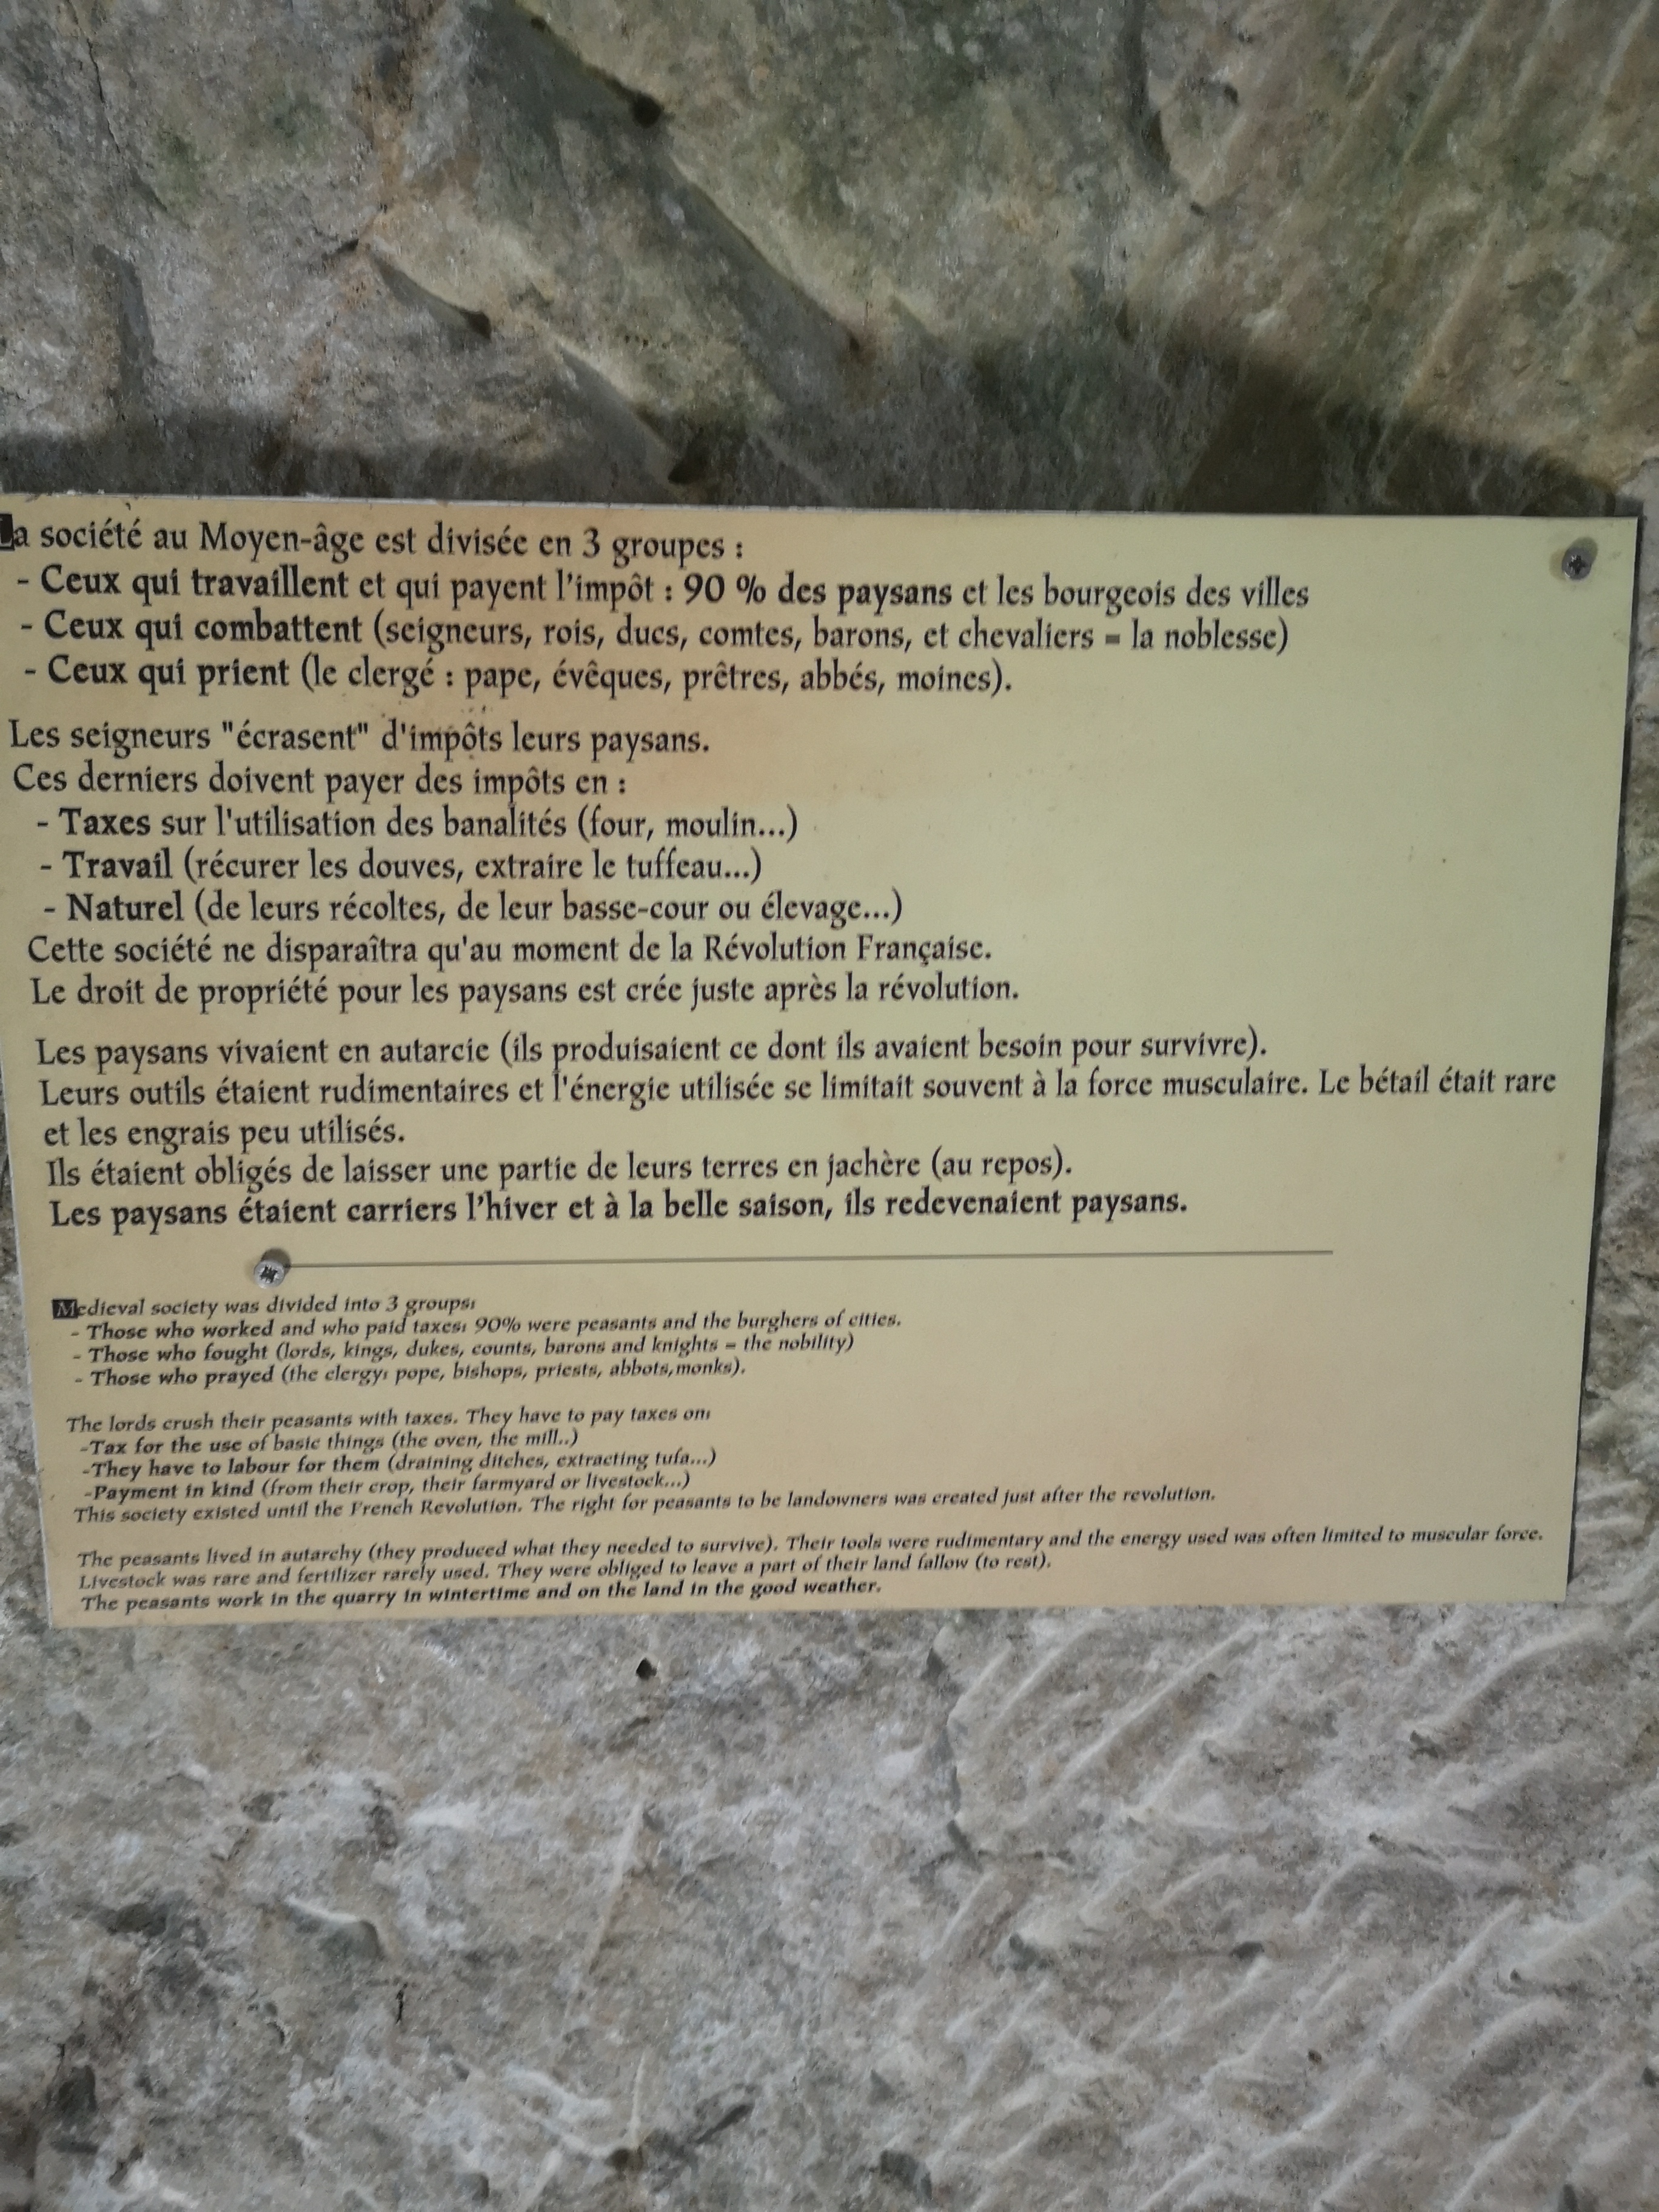 La société au Moyen-âge est divisée en 3 groupes :
- Ceux qui travaillent et qui payent l'impôt : 90 % des paysans et les bourgeois des villes
- Ceux qui combattent (seigneurs, rois, ducs, comtes, barons, et chevaliers = la noblesse)
- Ceux qui prient (le clergé : pape, évêques, prêtres, abbés, moines).
Les seigneurs "écrasent" d'impôts leurs paysans.
Ces derniers doivent payer des impôts en :
- Taxes sur l'utilisation des banalités (four, moulin...)
- Travail (récurer les douves, extraire le tuffeau...)
- Naturel (de leurs récoltes, de leur basse-cour ou élevage...)
Cette société ne disparaîtra qu'au moment de la Révolution Française.
Le droit de propriété pour les paysans est crée juste après la révolution.
Les paysans vivaient en autarcie (ils produisaient ce dont ils avaient besoin pour survivre).
Leurs outils étaient rudimentaires et l'énergie utilisée se limitait souvent à la force musculaire. Le bétail était rare
et les engrais peu utilisés.
Ils étaient obligés de laisser une partie de leurs terres en jachère (au repos).
Les paysans étaient carriers l'hiver et à la belle saison, ils redevenaient paysans.
Medieval society was divided into 3 groups:
- Those who worked and who paid taxes: 90% were peasants and the burghers of cities.
- Those who fought (lords, kings, dukes, counts, barons and knights = the nobility)
- Those who prayed (the clergy: pope, bishops, priests, abbots,monks).
The lords crush their peasants with taxes. They have to pay taxes on:
-Tax for the use of basic things (the oven, the mill..)
-They have to labour for them (draining ditches, extracting tufa...)
-Payment in kind (from their crop, their farmyard or livestock...)
This society existed until the French Revolution. The right for peasants to be landowners was created just after the revolution.
The peasants lived in autarchy (they produced what they needed to survive). Their tools were rudimentary and the energy used was often limited to muscular force.
Livestock was rare and fertilizer rarely used. They were obliged to leave a part of their land fallow (to rest).
The peasants work in the quarry in wintertime and on the land in the good weather.